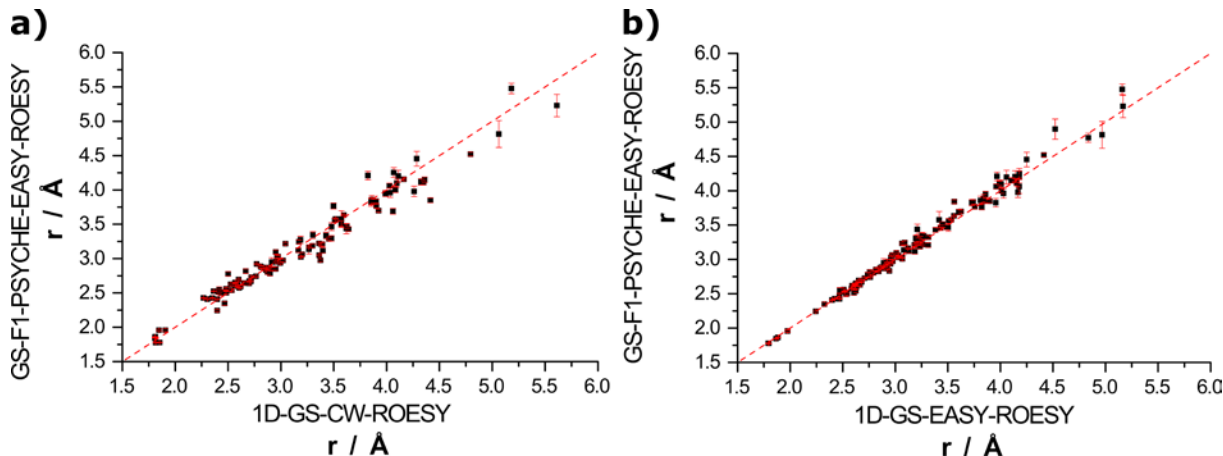 a)
GS-F1-PSYCHE-EASY-ROESY
r / Å
6.0
5.5
5.0
4.5
4.0
3.5
3.0
2.5
2.0
1.5
1.5 2.0 2.5 3.0 3.5 4.0 4.5 5.0 5.5 6.0
1D-GS-CW-ROESY
r / Å
b)
GS-F1-PSYCHE-EASY-ROESY
r / Å
6.0
5.5
5.0
4.5
4.0
3.5
3.0
2.5
2.0
1.5
1.5 2.0 2.5 3.0 3.5 4.0 4.5 5.0 5.5 6.0
1D-GS-EASY-ROESY
r / Å